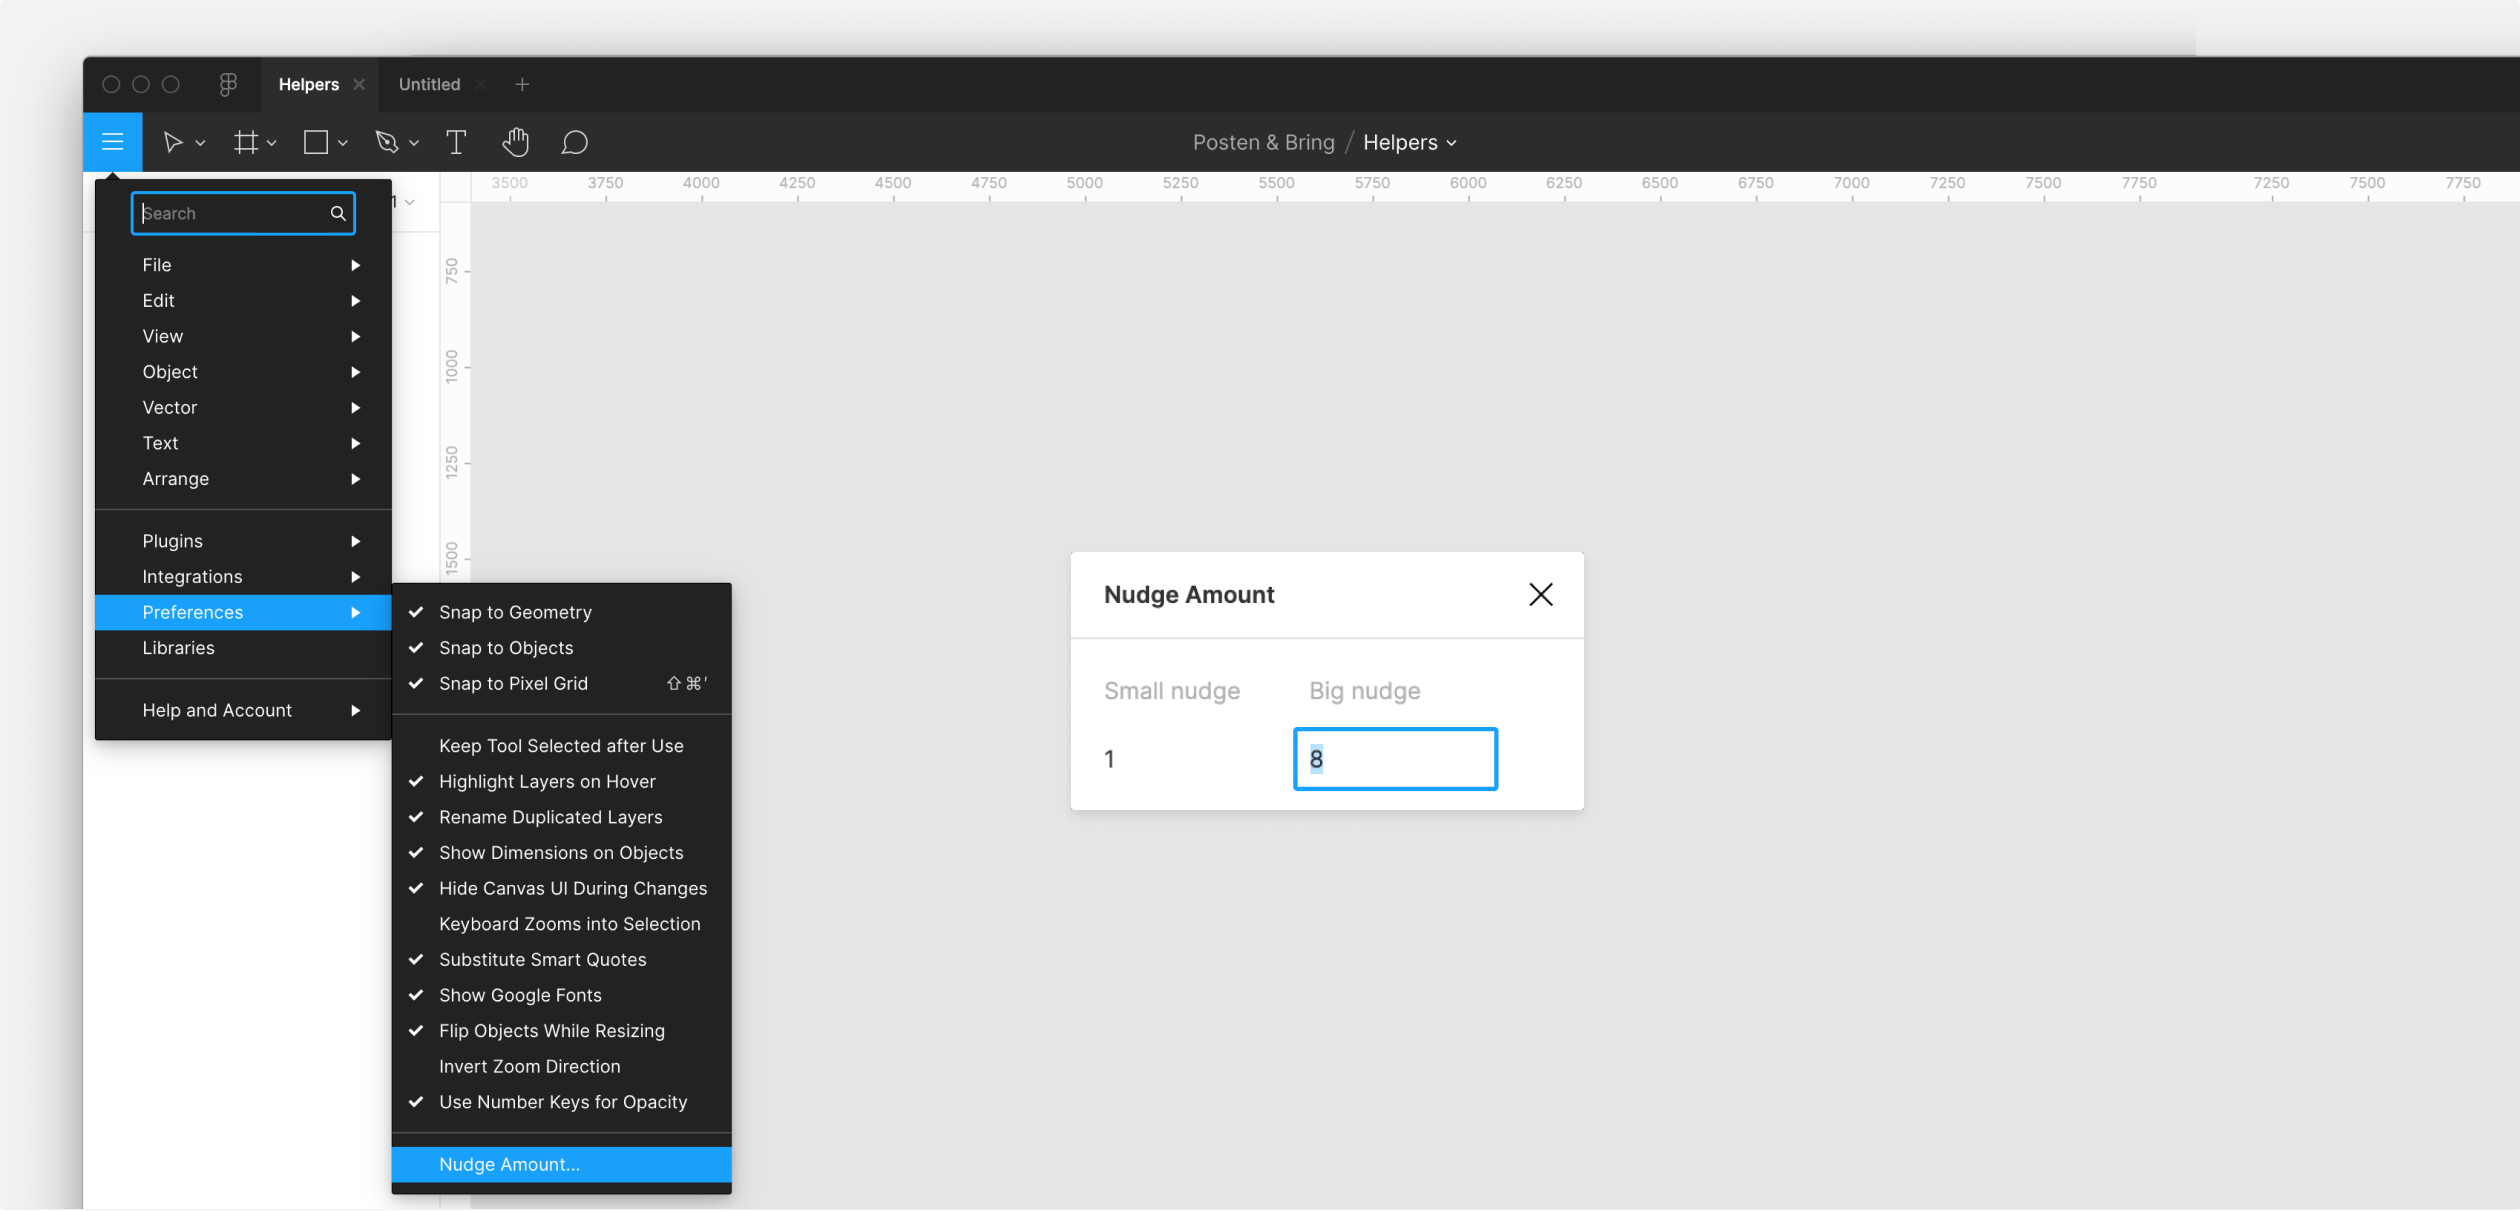 Helpers
Untitled
Posten & Bring / Helpers
3500 3750 4000 4250 4500 4750 5000 5250 5500 5750 6000 6250 6500 6750 7000 7250 7500 7750 7250 7500 7750
Search
1
File
Edit
View
Object
Vector
Text
Arrange
Plugins
Integrations
Preferences
Libraries
Help and Account
750
1000
1250
1500
Snap to Geometry
Snap to Objects
Snap to Pixel Grid ⇧⌘'
Keep Tool Selected after Use
Highlight Layers on Hover
Rename Duplicated Layers
Show Dimensions on Objects
Hide Canvas UI During Changes
Keyboard Zooms into Selection
Substitute Smart Quotes
Show Google Fonts
Flip Objects While Resizing
Invert Zoom Direction
Use Number Keys for Opacity
Nudge Amount...
Nudge Amount
Small nudge Big nudge
1 8